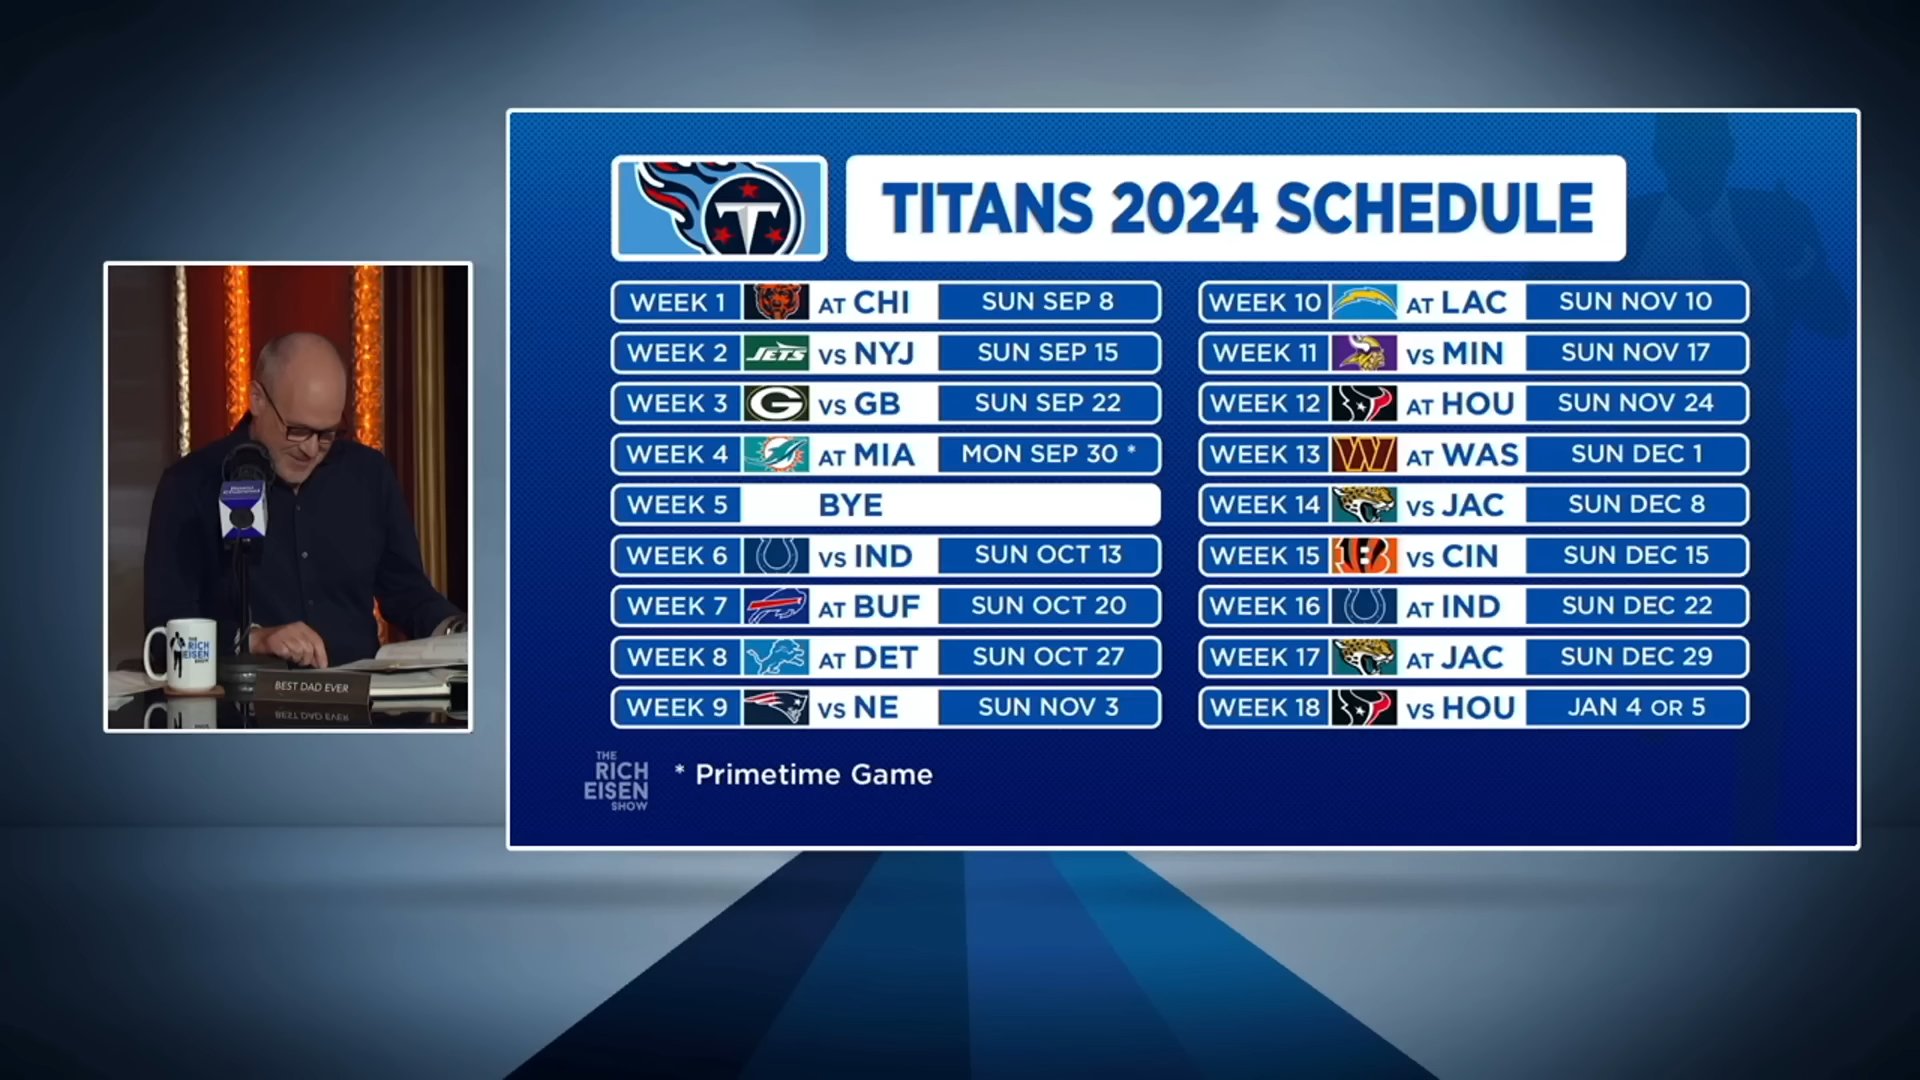 TITANS 2024 SCHEDULE
WEEK 1 AT CHI SUN SEP 8
WEEK 2 JETS VS NYJ SUN SEP 15
WEEK 3 G VS GB SUN SEP 22
WEEK 4 AT MIA MON SEP 30 *
WEEK 5 BYE
WEEK 6 VS IND SUN OCT 13
WEEK 7 AT BUF SUN OCT 20
WEEK 8 AT DET SUN OCT 27
WEEK 9 VS NE SUN NOV 3
WEEK 10 AT LAC SUN NOV 10
WEEK 11 VS MIN SUN NOV 17
WEEK 12 AT HOU SUN NOV 24
WEEK 13 W AT WAS SUN DEC 1
WEEK 14 VS JAC SUN DEC 8
WEEK 15 B VS CIN SUN DEC 15
WEEK 16 AT IND SUN DEC 22
WEEK 17 AT JAC SUN DEC 29
WEEK 18 VS HOU JAN 4 OR 5
THE
RICH
EISEN
SHOW
* Primetime Game
THE
RICH
EISEN
SHOW
BEST DAD EVER